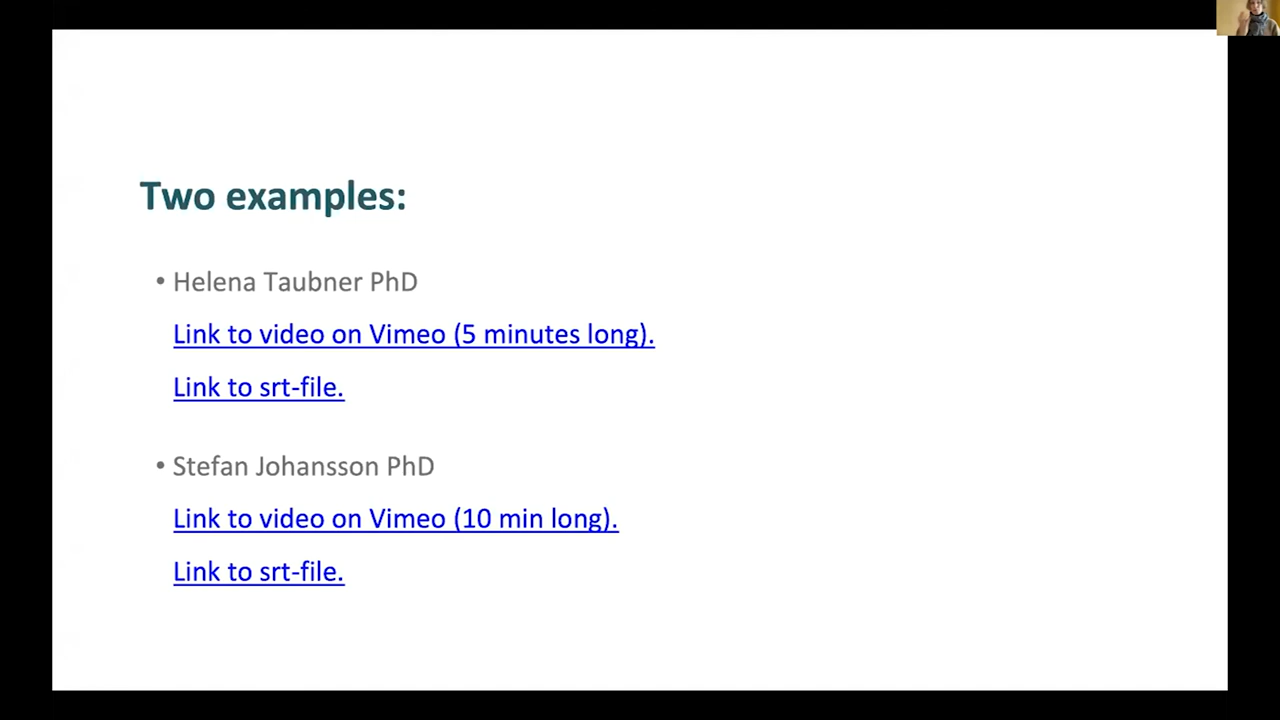 Two examples:
• Helena Taubner PhD
Link to video on Vimeo (5 minutes long).
Link to srt-file.
• Stefan Johansson PhD
Link to video on Vimeo (10 min long).
Link to srt-file.